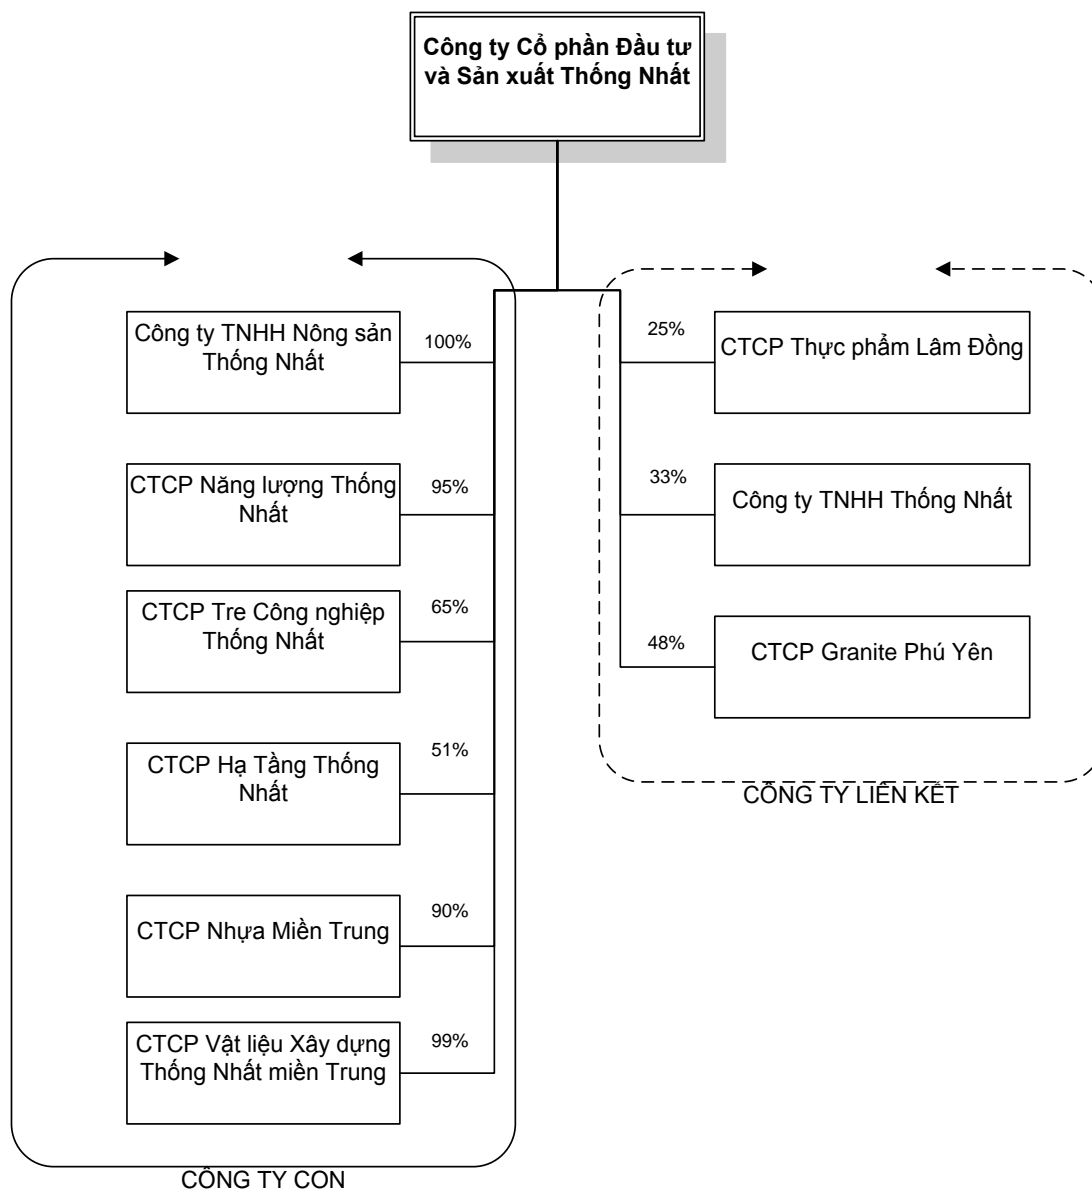 Công ty Cổ phần Đầu tư
và Sản xuất Thống Nhất
Công ty TNHH Nông sản
Thống Nhất
100%
CTCP Năng lượng Thống
Nhất
95%
CTCP Tre Công nghiệp
Thống Nhất
65%
CTCP Hạ Tầng Thống
Nhất
51%
CTCP Nhựa Miền Trung
90%
CTCP Vật liệu Xây dựng
Thống Nhất miền Trung
99%
CÔNG TY CON
25%
CTCP Thực phẩm Lâm Đồng
33%
Công ty TNHH Thống Nhất
48%
CTCP Granite Phú Yên
CÔNG TY LIÊN KẾT